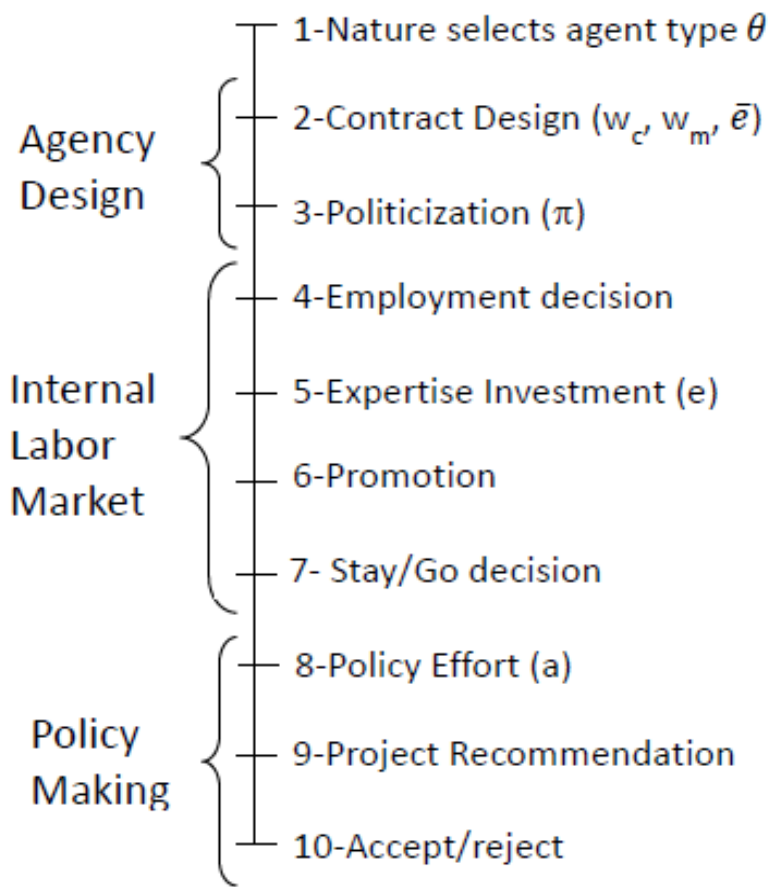 1-Nature selects agent type θ
Agency
Design
2-Contract Design (w_c, w_m, ē)
3-Politicization (π)
Internal
Labor
Market
4-Employment decision
5-Expertise Investment (e)
6-Promotion
7- Stay/Go decision
Policy
Making
8-Policy Effort (a)
9-Project Recommendation
10-Accept/reject